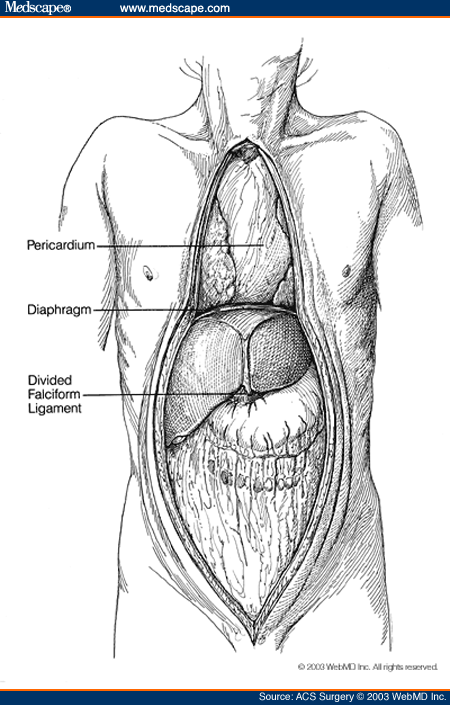 Medscape® www.medscape.com
Pericardium
Diaphragm
Divided
Falciform
Ligament
© 2003 WebMD Inc. All rights reserved.
Source: ACS Surgery © 2003 WebMD Inc.